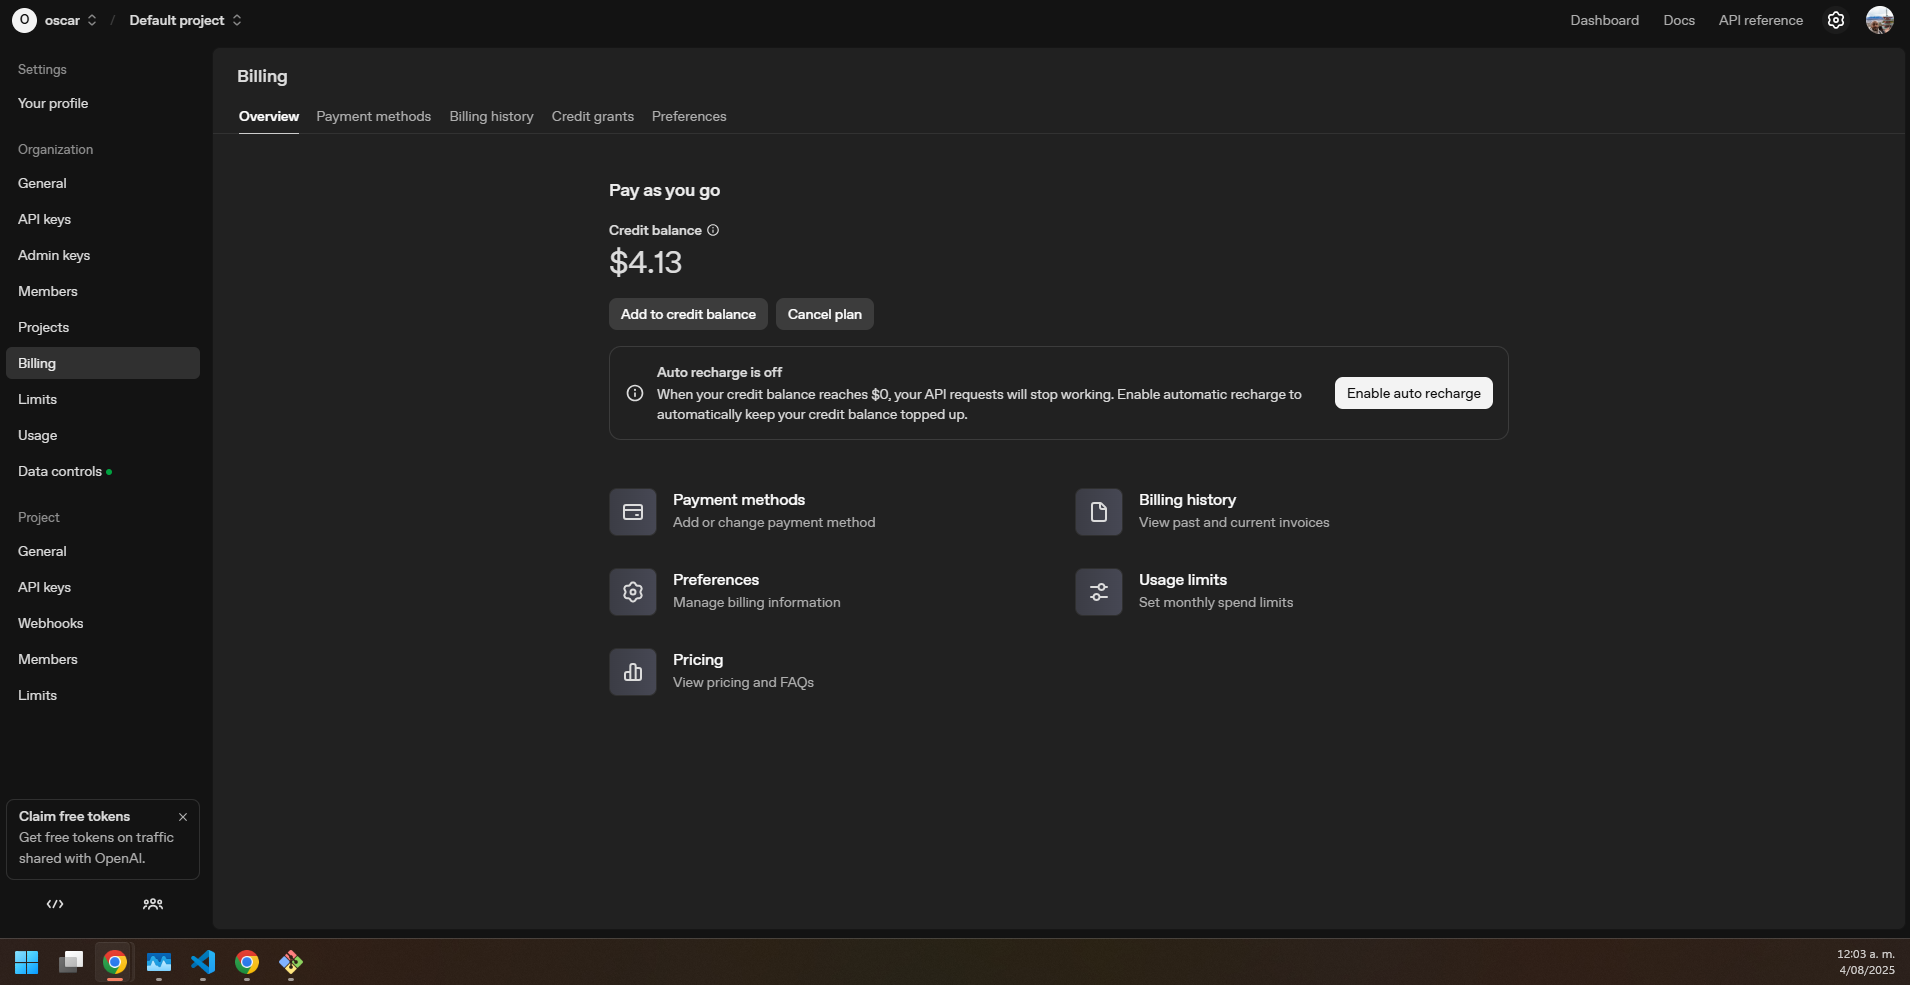 O oscar / Default project
Dashboard Docs API reference
Settings
Your profile
Organization
General
API keys
Admin keys
Members
Projects
Billing
Limits
Usage
Data controls
Project
General
API keys
Webhooks
Members
Limits
Claim free tokens
Get free tokens on traffic
shared with OpenAI.
Billing
Overview Payment methods Billing history Credit grants Preferences
Pay as you go
Credit balance
$4.13
Add to credit balance Cancel plan
Auto recharge is off
When your credit balance reaches $0, your API requests will stop working. Enable automatic recharge to
automatically keep your credit balance topped up.
Enable auto recharge
Payment methods
Add or change payment method
Billing history
View past and current invoices
Preferences
Manage billing information
Usage limits
Set monthly spend limits
Pricing
View pricing and FAQs
12:03 a. m.
4/08/2025